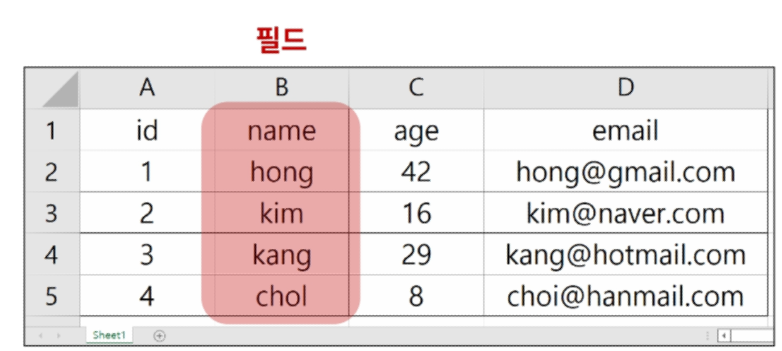 필드
A B C D
1 id name age email
2 1 hong 42 hong@gmail.com
3 2 kim 16 kim@naver.com
4 3 kang 29 kang@hotmail.com
5 4 chol 8 choi@hanmail.com
Sheet1